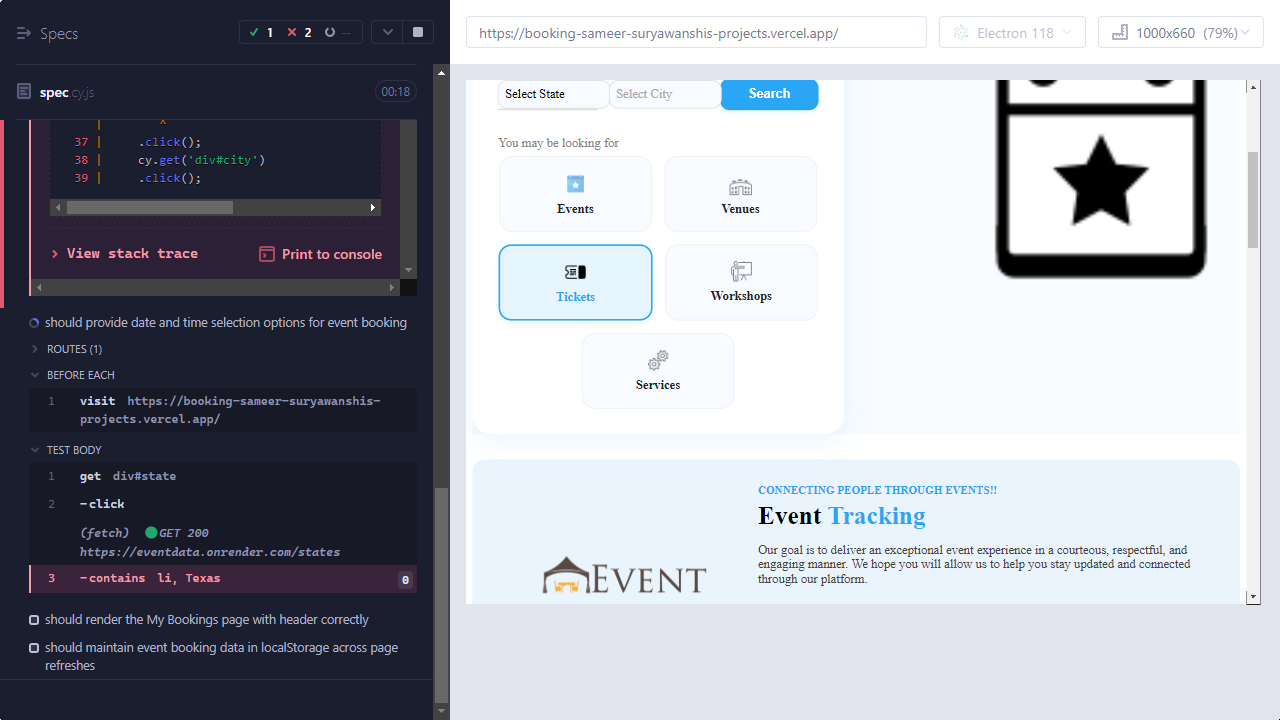 Specs
1
2
--
spec.cy.js
00:18
^
37 | .click();
38 | cy.get('div#city')
39 | .click();
View stack trace
Print to console
should provide date and time selection options for event booking
ROUTES (1)
BEFORE EACH
1 visit https://booking-sameer-suryawanshis-
projects.vercel.app/
TEST BODY
1 get div#state
2 -click
(fetch) GET 200
https://eventdata.onrender.com/states
3 -contains li, Texas 0
should render the My Bookings page with header correctly
should maintain event booking data in localStorage across page
refreshes
https://booking-sameer-suryawanshis-projects.vercel.app/
Electron 118
1000x660 (79%)
Select State
Select City
Search
You may be looking for
Events
Venues
Tickets
Workshops
Services
CONNECTING PEOPLE THROUGH EVENTS!!
Event Tracking
Our goal is to deliver an exceptional event experience in a courteous, respectful, and
engaging manner. We hope you will allow us to help you stay updated and connected
through our platform.
EVENT